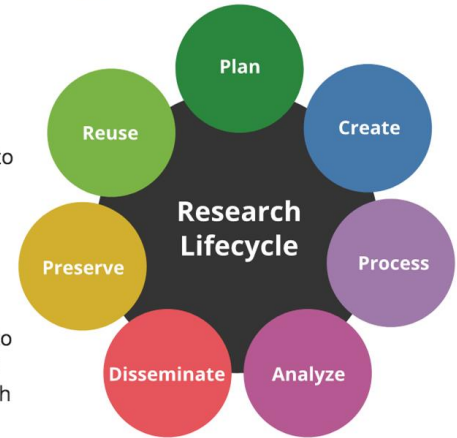 Plan
Create
Process
Analyze
Disseminate
Preserve
Reuse
Research
Lifecycle